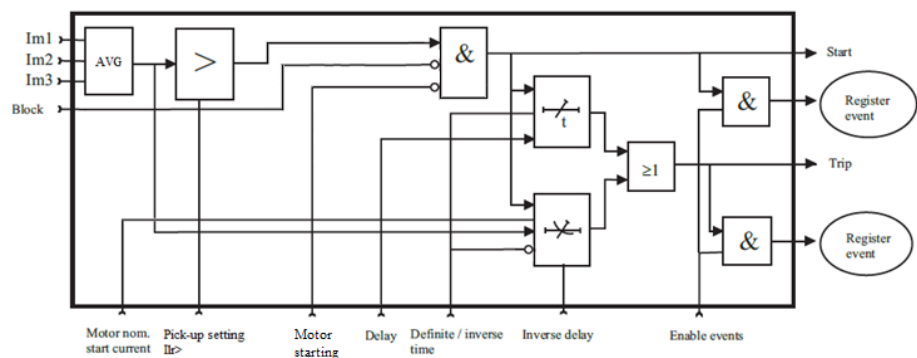 Im1
Im2
Im3
Block
AVG
>
&
Start
t
&
Register
event
≥1
Trip
&
Register
event
Motor nom.
start current
Pick-up setting
Ilr>
Motor
starting
Delay
Definite / inverse
time
Inverse delay
Enable events